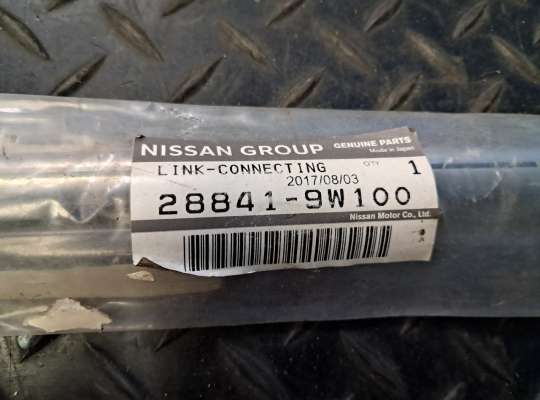 NISSAN GROUP GENUINE PARTS
Made in Japan
LINK-CONNECTING QTY 1
2017/08/03
28841-9W100
Nissan Motor Co., Ltd.